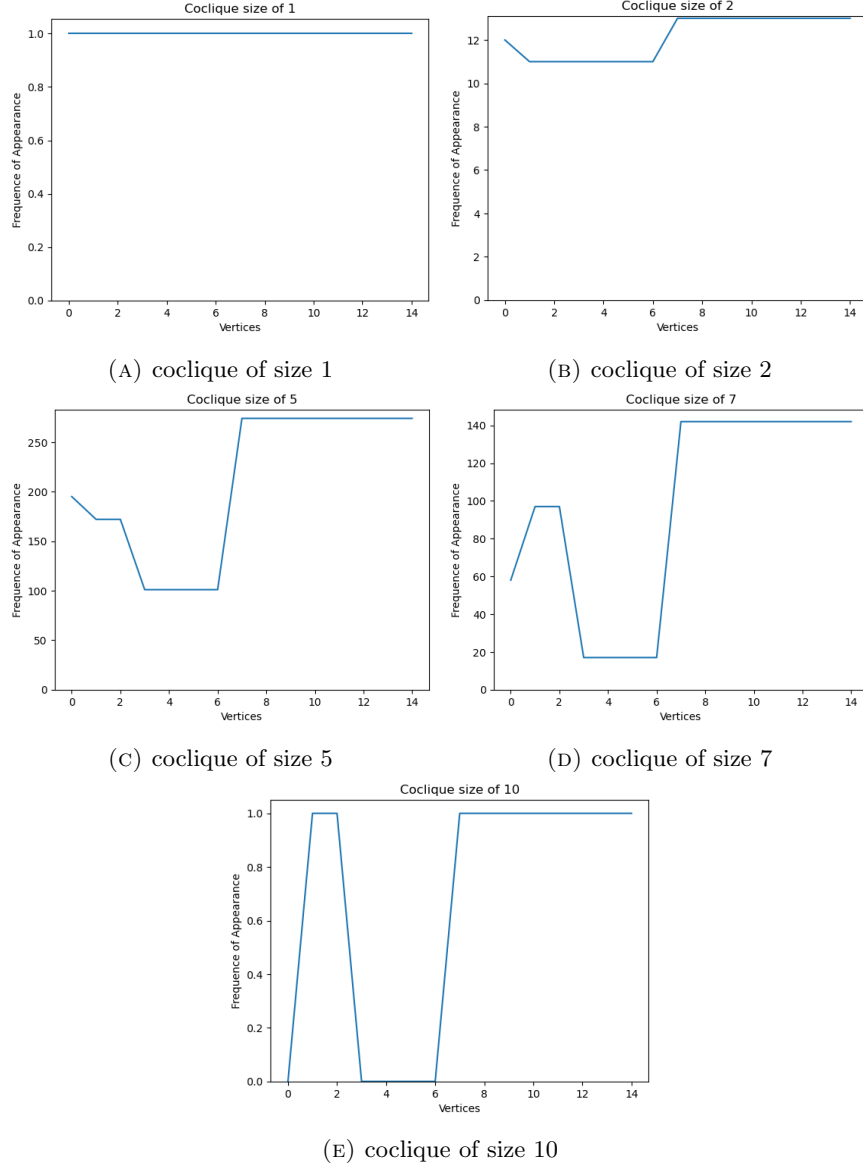 Coclique size of 1
Frequence of Appearance
1.0
0.8
0.6
0.4
0.2
0.0
0 2 4 6 8 10 12 14
Vertices
(A) coclique of size 1
Coclique size of 2
Frequence of Appearance
12
10
8
6
4
2
0
0 2 4 6 8 10 12 14
Vertices
(B) coclique of size 2
Coclique size of 5
Frequence of Appearance
250
200
150
100
50
0
0 2 4 6 8 10 12 14
Vertices
(C) coclique of size 5
Coclique size of 7
Frequence of Appearance
140
120
100
80
60
40
20
0
0 2 4 6 8 10 12 14
Vertices
(D) coclique of size 7
Coclique size of 10
Frequence of Appearance
1.0
0.8
0.6
0.4
0.2
0.0
0 2 4 6 8 10 12 14
Vertices
(E) coclique of size 10